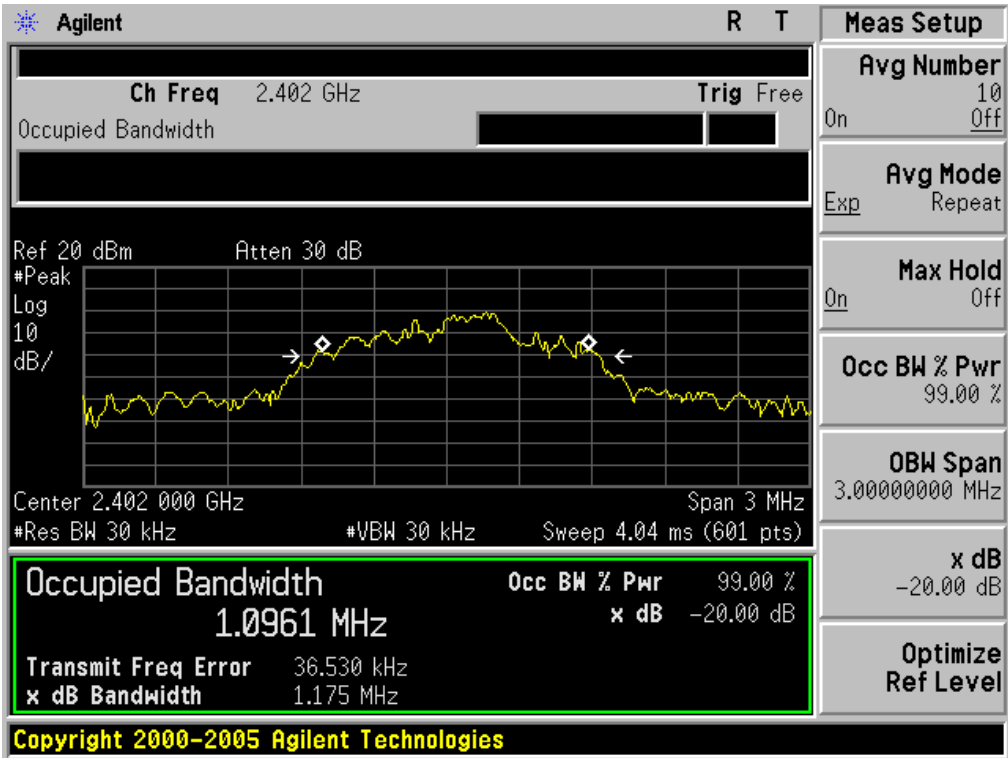 Agilent R T
Meas Setup
Ch Freq 2.402 GHz Trig Free
Occupied Bandwidth
Ref 20 dBm Atten 30 dB
#Peak
Log
10
dB/
Center 2.402 000 GHz Span 3 MHz
#Res BW 30 kHz #VBW 30 kHz Sweep 4.04 ms (601 pts)
Occupied Bandwidth Occ BW % Pwr 99.00 %
1.0961 MHz x dB -20.00 dB
Transmit Freq Error 36.530 kHz
x dB Bandwidth 1.175 MHz
Avg Number
10
On Off
Avg Mode
Exp Repeat
Max Hold
On Off
Occ BW % Pwr
99.00 %
OBW Span
3.00000000 MHz
x dB
-20.00 dB
Optimize
Ref Level
Copyright 2000-2005 Agilent Technologies